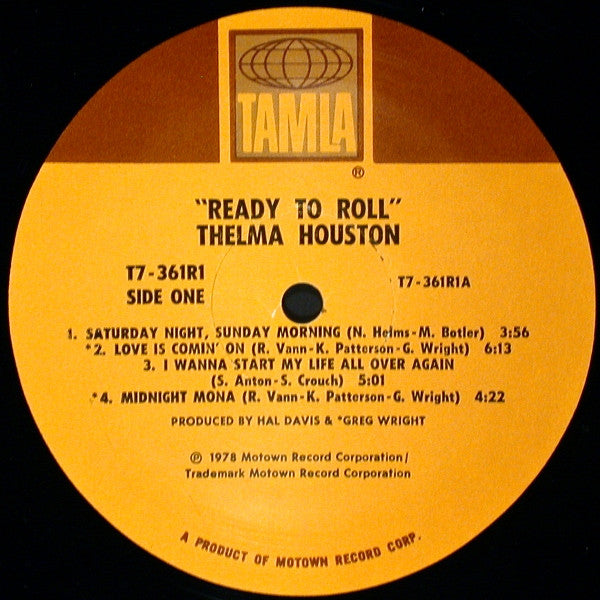 TAMLA
®
"READY TO ROLL"
THELMA HOUSTON
T7-361R1
SIDE ONE
T7-361R1A
1. SATURDAY NIGHT, SUNDAY MORNING (N. Helms-M. Botler) 3:56
*2. LOVE IS COMIN' ON (R. Vann-K. Patterson-G. Wright) 6:13
3. I WANNA START MY LIFE ALL OVER AGAIN
(S. Anton-S. Crouch) 5:01
*4. MIDNIGHT MONA (R. Vann-K. Patterson-G. Wright) 4:22
PRODUCED BY HAL DAVIS & *GREG WRIGHT
℗ 1978 Motown Record Corporation/
Trademark Motown Record Corporation
A PRODUCT OF MOTOWN RECORD CORP.